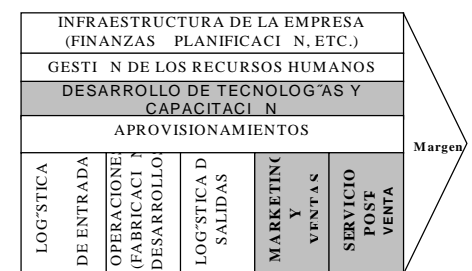 INFRAESTRUCTURA DE LA EMPRESA
(FINANZAS PLANIFICACI N, ETC.)
GESTI N DE LOS RECURSOS HUMANOS
DESARROLLO DE TECNOLOG˝AS Y
CAPACITACI N
APROVISIONAMIENTOS
Margen
LOG˝STICA
DE ENTRADA
OPERACIONE
(FABRICACI N
DESARROLLO
LOG˝STICA D
SALIDAS
MARKETING
Y
VENTAS
SERVICIO
POST
VENTA